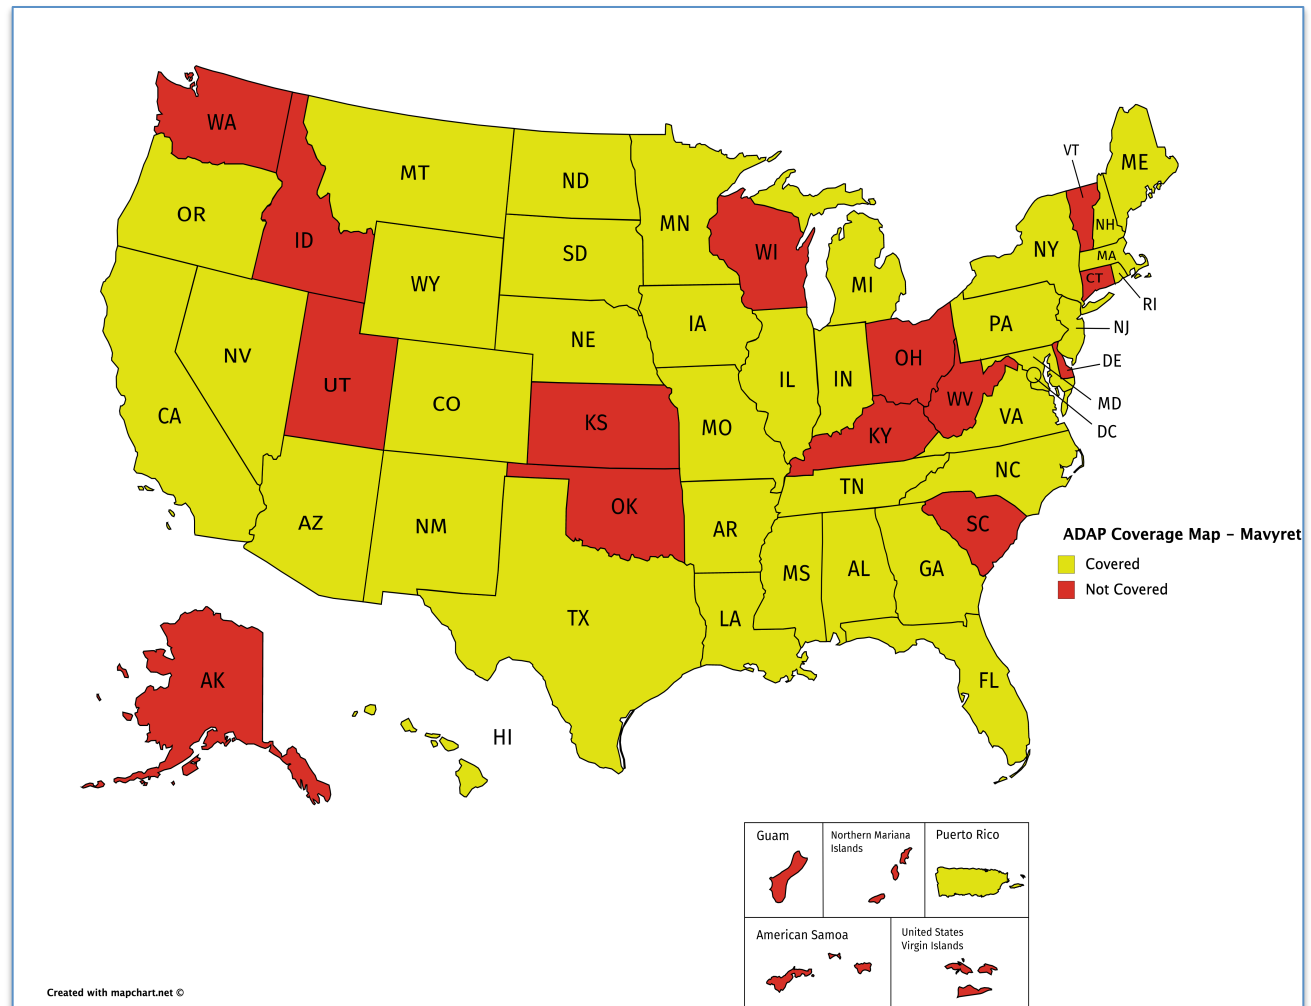 WA
VT
ME
MT
ND
OR
MN
NH
ID
NY
WI
SD
MA
CT
WY
MI
RI
IA
PA
NJ
NE
NV
OH
DE
UT
IL
IN
CO
WV
MD
CA
KS
VA
MO
KY
DC
NC
TN
OK
AZ
NM
SC
AR
ADAP Coverage Map – Mavyret
Covered
MS
AL
GA
Not Covered
TX
LA
AK
FL
HI
Guam
Northern Mariana
Islands
Puerto Rico
American Samoa
United States
Virgin Islands
Created with mapchart.net ©